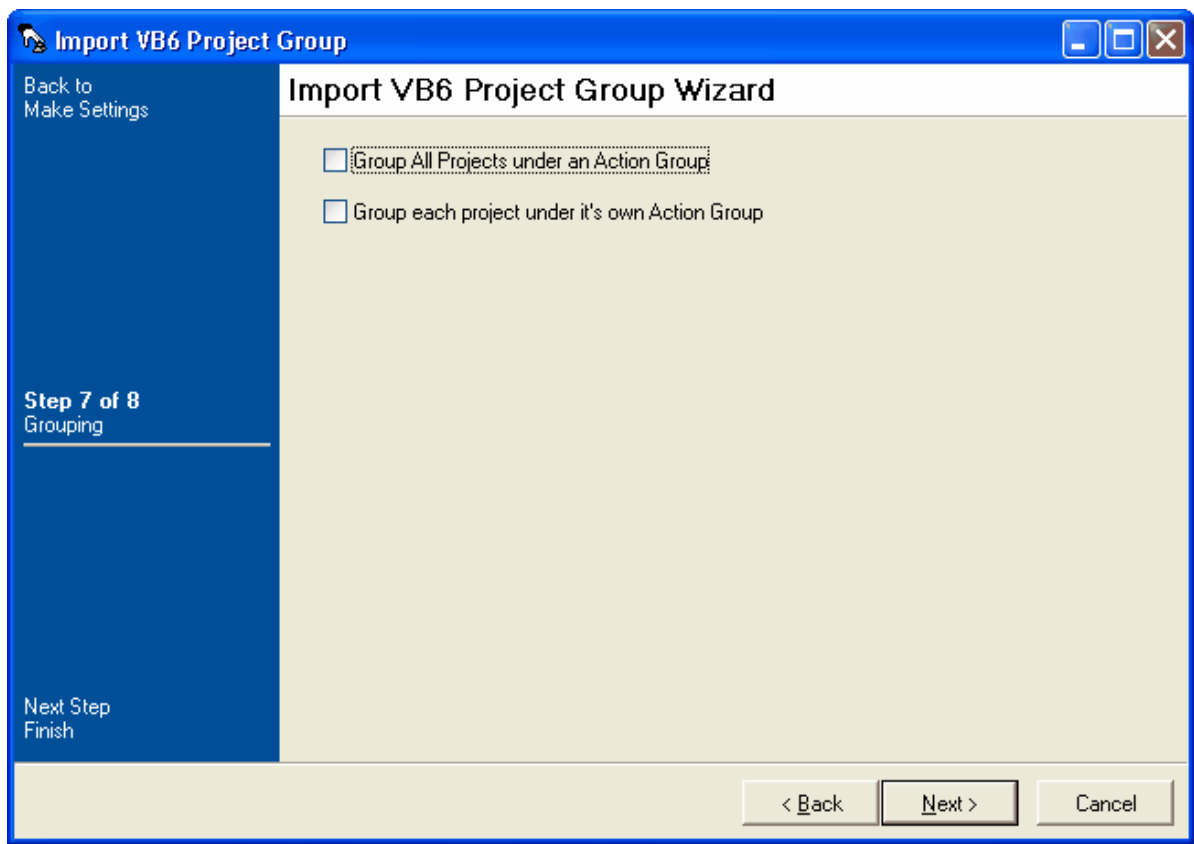 Import VB6 Project Group
Back to
Make Settings
Import VB6 Project Group Wizard
Group All Projects under an Action Group
Group each project under it's own Action Group
Step 7 of 8
Grouping
Next Step
Finish
< Back
Next >
Cancel